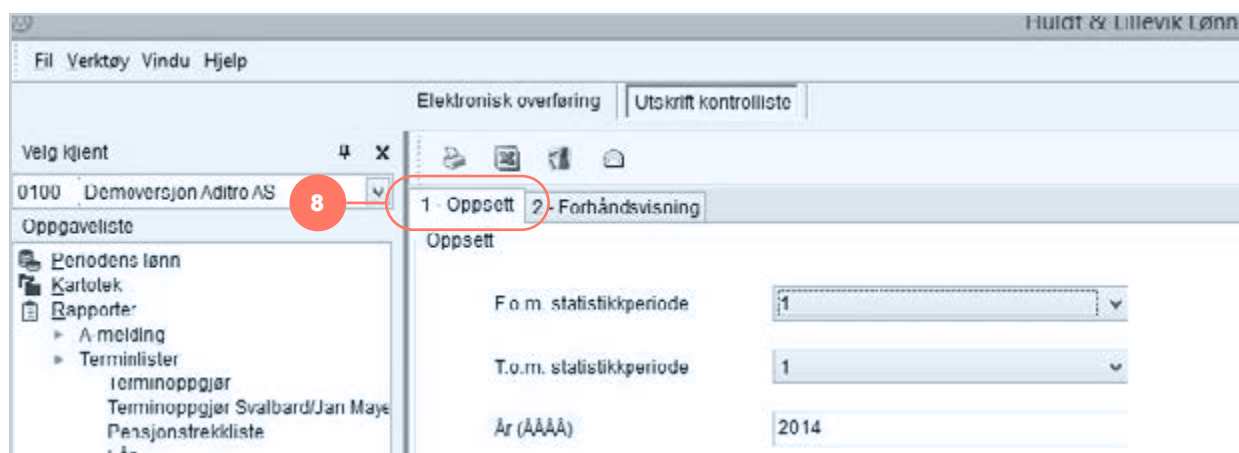 Huldt & Lillevik Lønn
Fil Verktøy Vindu Hjelp
Elektronisk overføring Utskrift kontrolliste
Velg klient
0100 Demoversjon Aditro AS
8
1 - Oppsett 2 - Forhåndsvisning
Oppgaveliste
Oppsett
Periodens lønn
Kartotek
Rapporter
A-melding
Terminlister
Terminoppgjør
Terminoppgjør Svalbard/Jan Maye
Pensjonstrekkliste
F.o.m. statistikkperiode 1
T.o.m. statistikkperiode 1
År (ÅÅÅÅ) 2014